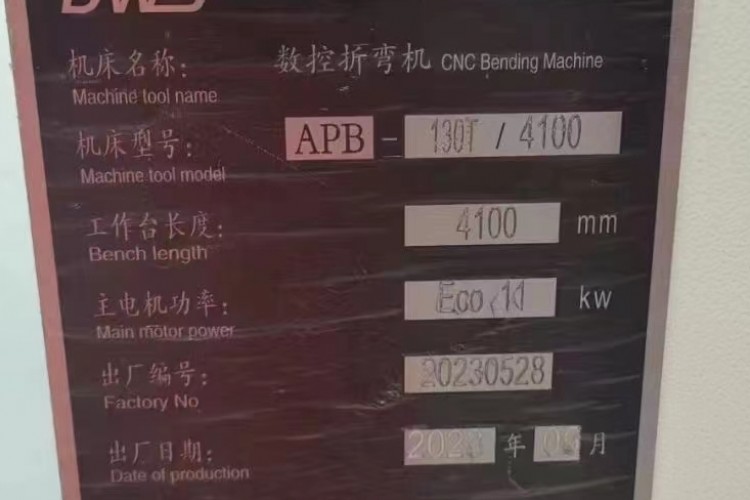 机床名称: 数控折弯机 CNC Bending Machine
Machine tool name
机床型号: APB - 130T / 4100
Machine tool model
工作台长度: 4100 mm
Bench length
主电机功率: Eco 11 kw
Main motor power
出厂编号: 20230528
Factory No
出厂日期: 年 月
Date of production